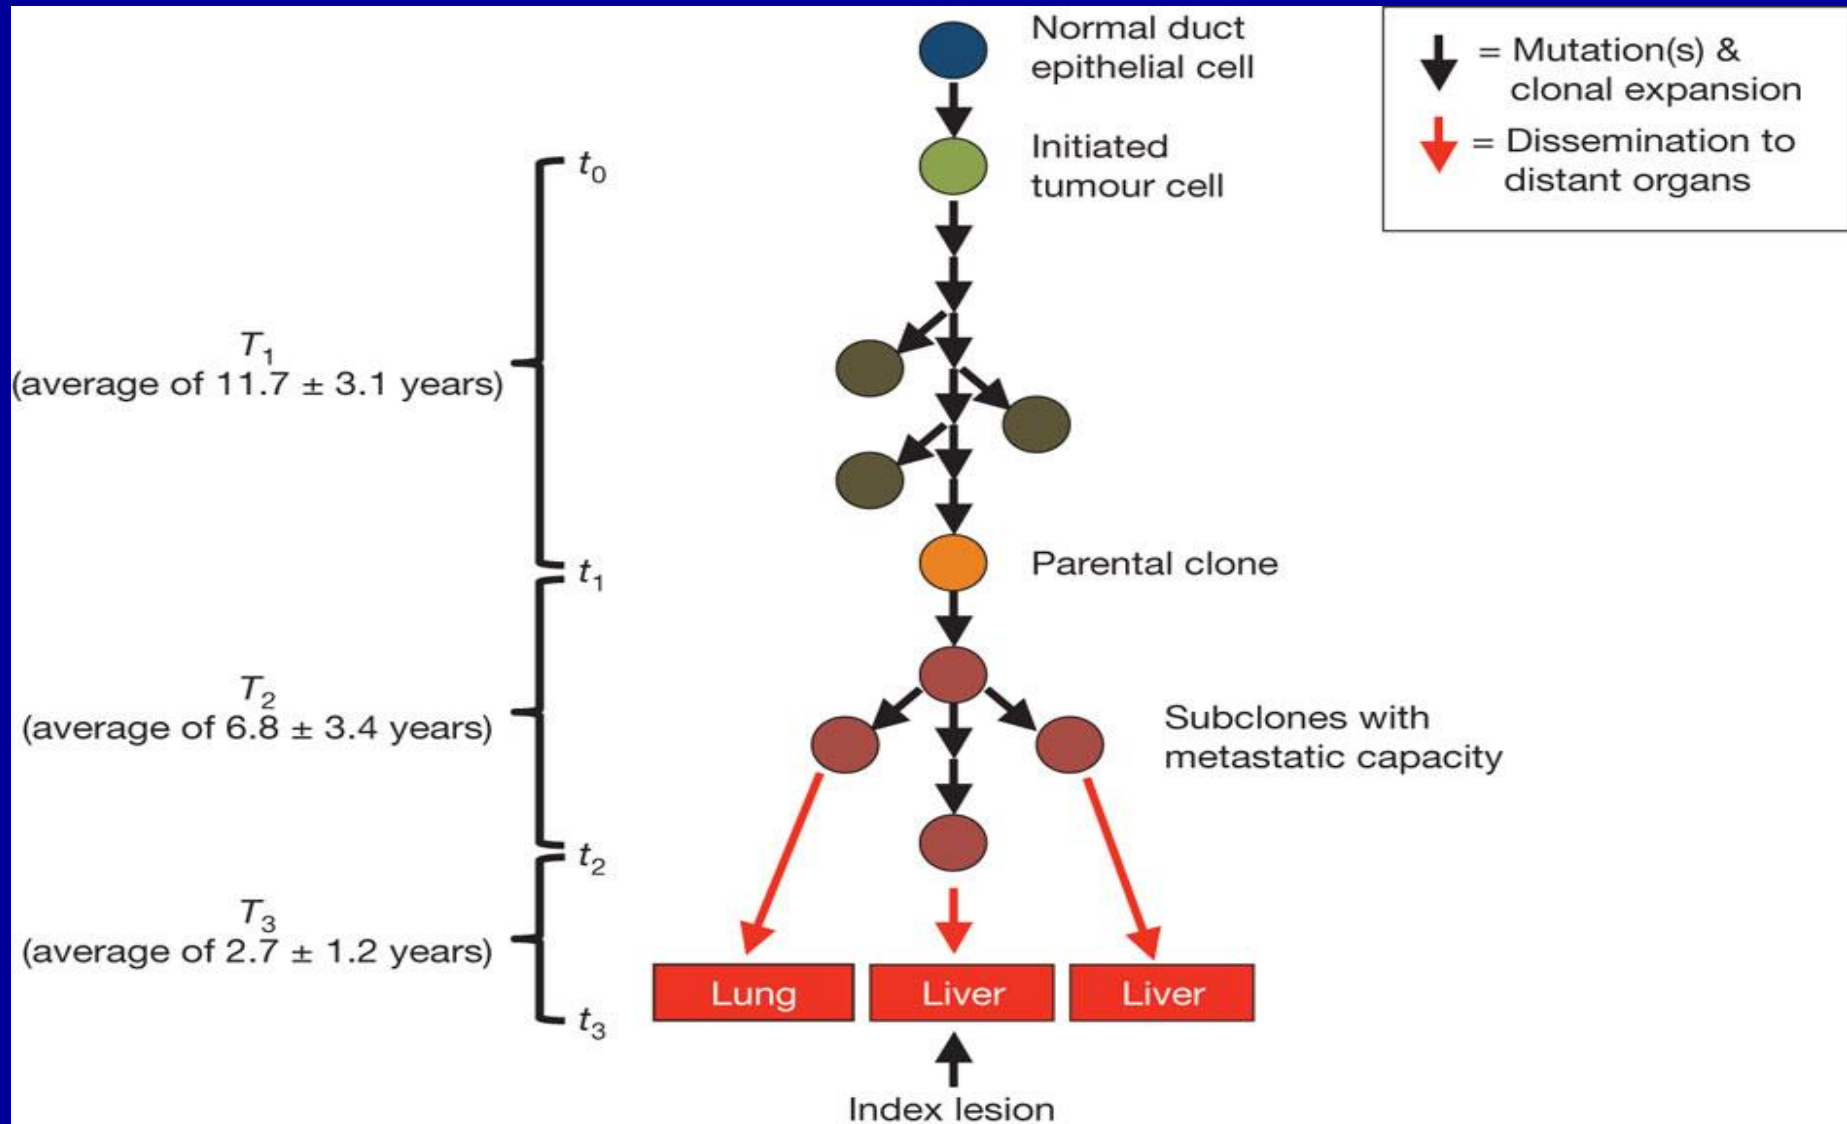 Normal duct
epithelial cell
= Mutation(s) &
clonal expansion
= Dissemination to
distant organs
Initiated
tumour cell
t0
T1
(average of 11.7 ± 3.1 years)
Parental clone
t1
T2
(average of 6.8 ± 3.4 years)
Subclones with
metastatic capacity
t2
T3
(average of 2.7 ± 1.2 years)
Lung
Liver
Liver
t3
Index lesion